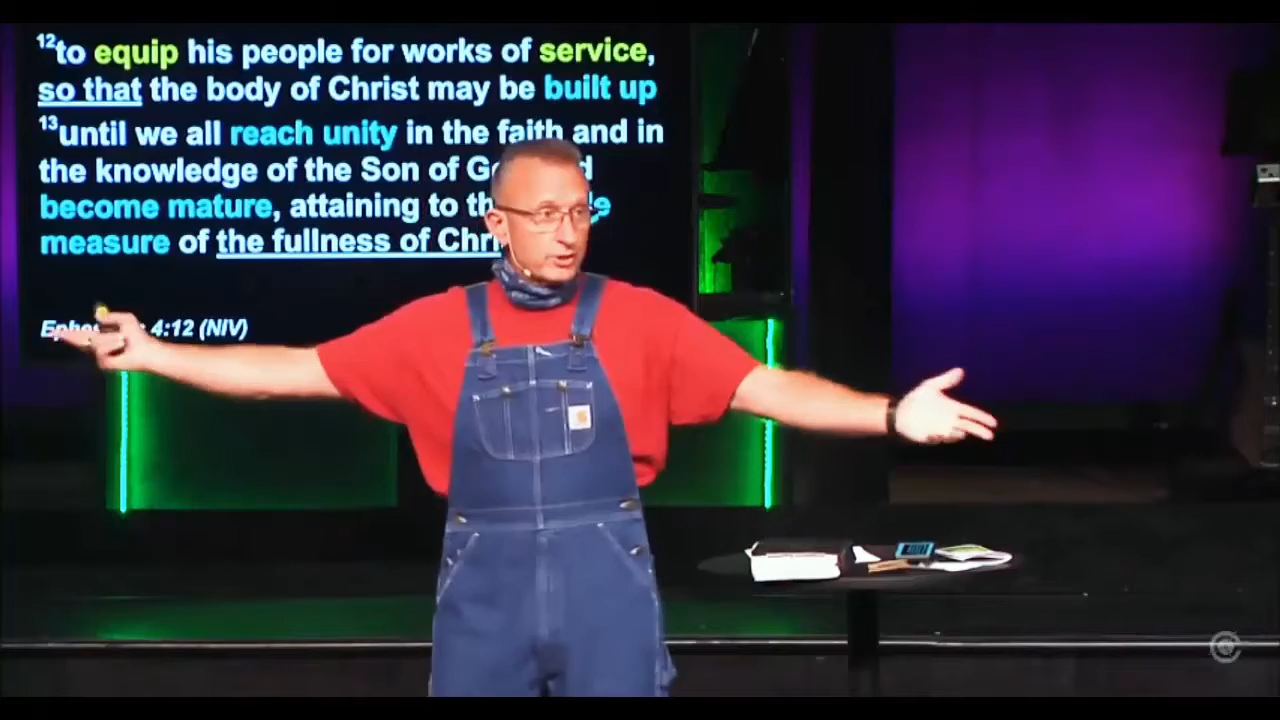 12to equip his people for works of service,
so that the body of Christ may be built up
13until we all reach unity in the faith and in
the knowledge of the Son of
become mature, attaining to
measure of the fullness of
4:12 (NIV)